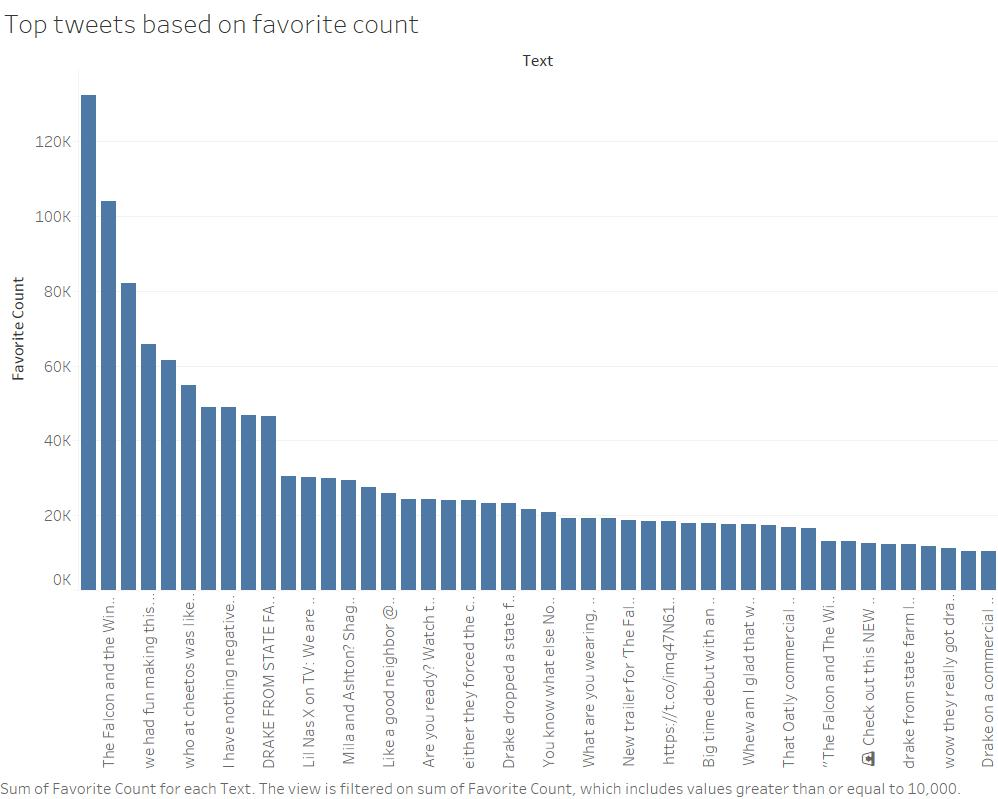 Top tweets based on favorite count
Text
Favorite Count
120K
100K
80K
60K
40K
20K
0K
The Falcon and the Win..
we had fun making this ..
who at cheetos was like..
I have nothing negative..
DRAKE FROM STATE FA..
Lil Nas X on TV: We are ..
Mila and Ashton? Shag..
Like a good neighbor @..
Are you ready? Watch t..
either they forced the c..
Drake dropped a state f..
You know what else No..
What are you wearing, ..
New trailer for ‘The Fal..
https://t.co/imq47N61..
Big time debut with an ..
Whew am I glad that w..
That Oatly commercial ..
“The Falcon and The Wi..
Check out this NEW ..
drake from state farm l..
wow they really got dra..
Drake on a commercial ..
Sum of Favorite Count for each Text. The view is filtered on sum of Favorite Count, which includes values greater than or equal to 10,000.